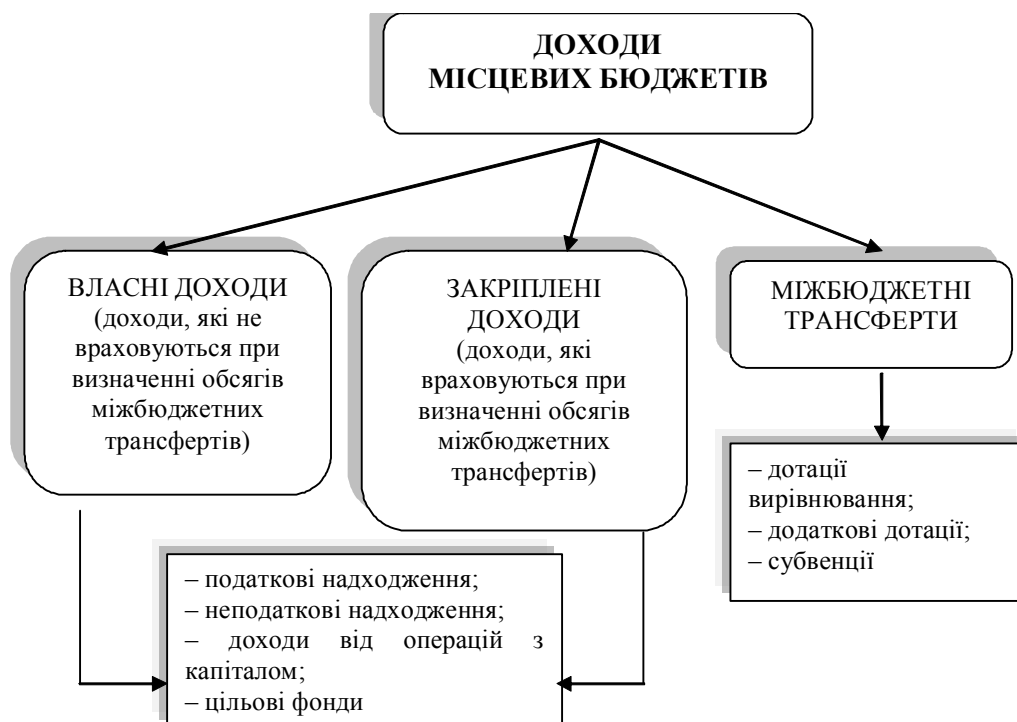 ДОХОДИ
МІСЦЕВИХ БЮДЖЕТІВ
ВЛАСНІ ДОХОДИ
(доходи, які не
враховуються при
визначенні обсягів
міжбюджетних
трансфертів)
ЗАКРІПЛЕНІ
ДОХОДИ
(доходи, які
враховуються при
визначенні обсягів
міжбюджетних
трансфертів)
МІЖБЮДЖЕТНІ
ТРАНСФЕРТИ
– дотації
вирівнювання;
– додаткові дотації;
– субвенції
– податкові надходження;
– неподаткові надходження;
– доходи від операцій з
капіталом;
– цільові фонди